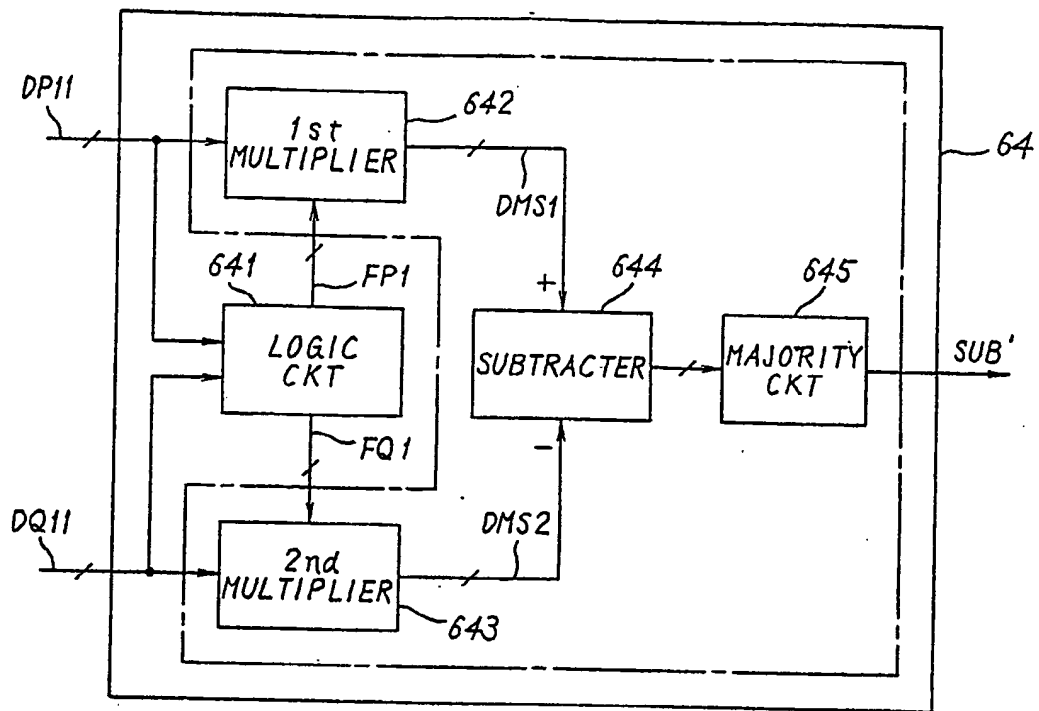 DP11
1st
MULTIPLIER
642
DMS1
64
641
FP1
LOGIC
CKT
+
644
SUBTRACTER
645
MAJORITY
CKT
SUB'
FQ1
-
DQ11
2nd
MULTIPLIER
643
DMS2